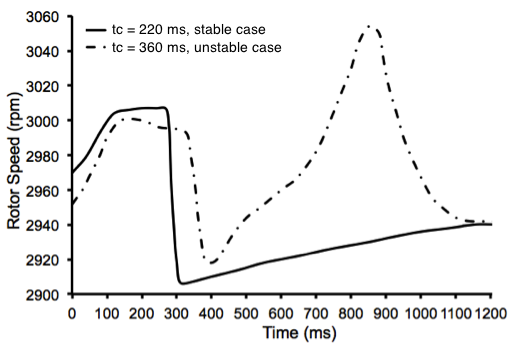 3060
tc = 220 ms, stable case
tc = 360 ms, unstable case
3040
3020
3000
2980
2960
2940
2920
2900
Rotor Speed (rpm)
0 100 200 300 400 500 600 700 800 900 1000 1100 1200
Time (ms)